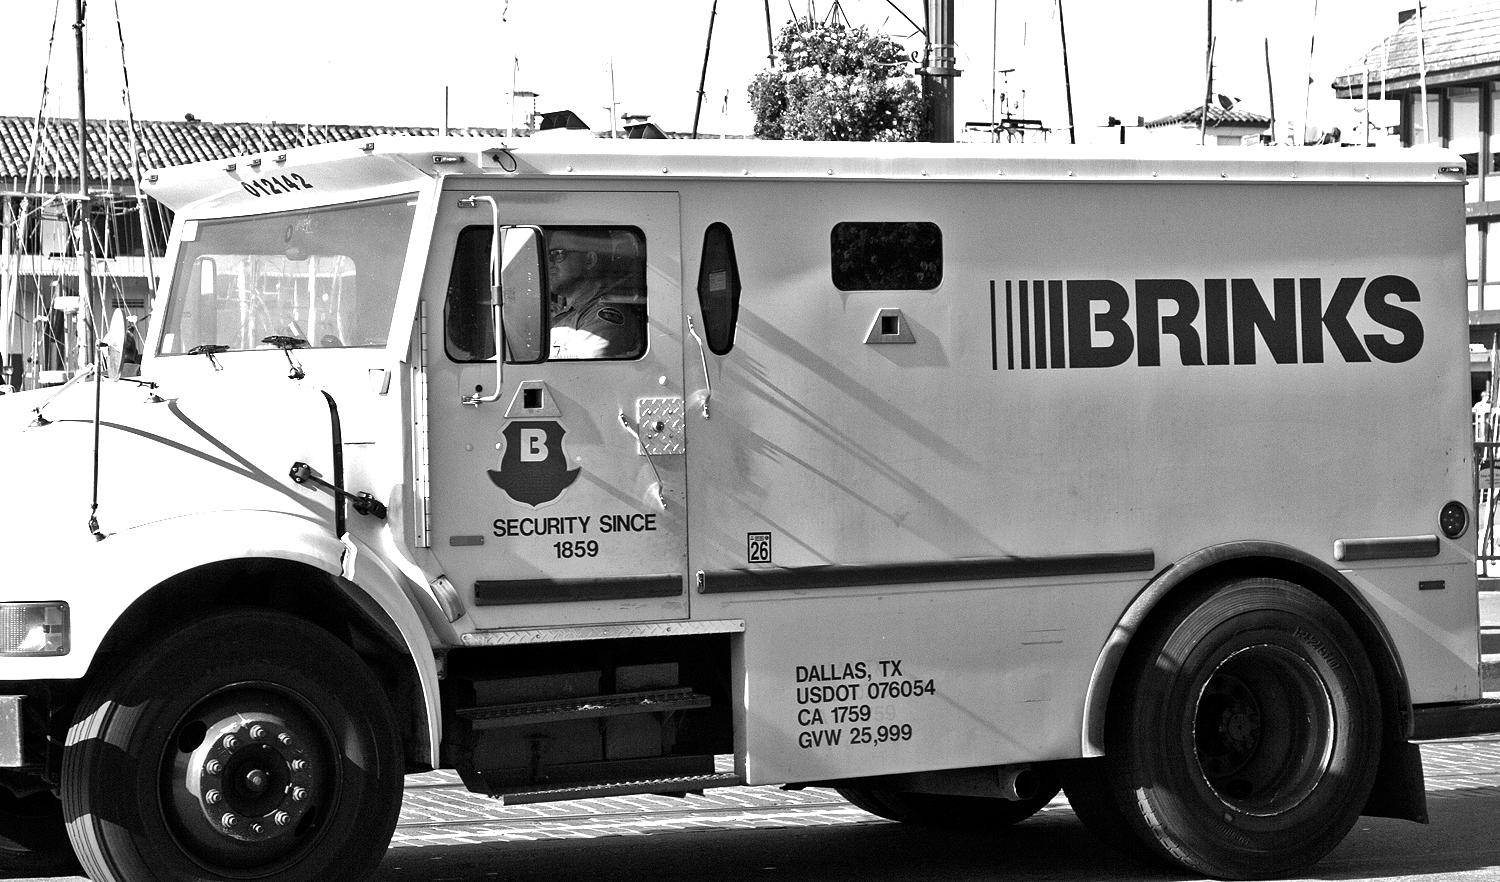 012142
BRINKS
B
SECURITY SINCE
1859
26
DALLAS, TX
USDOT 076054
CA 1759
GVW 25,999